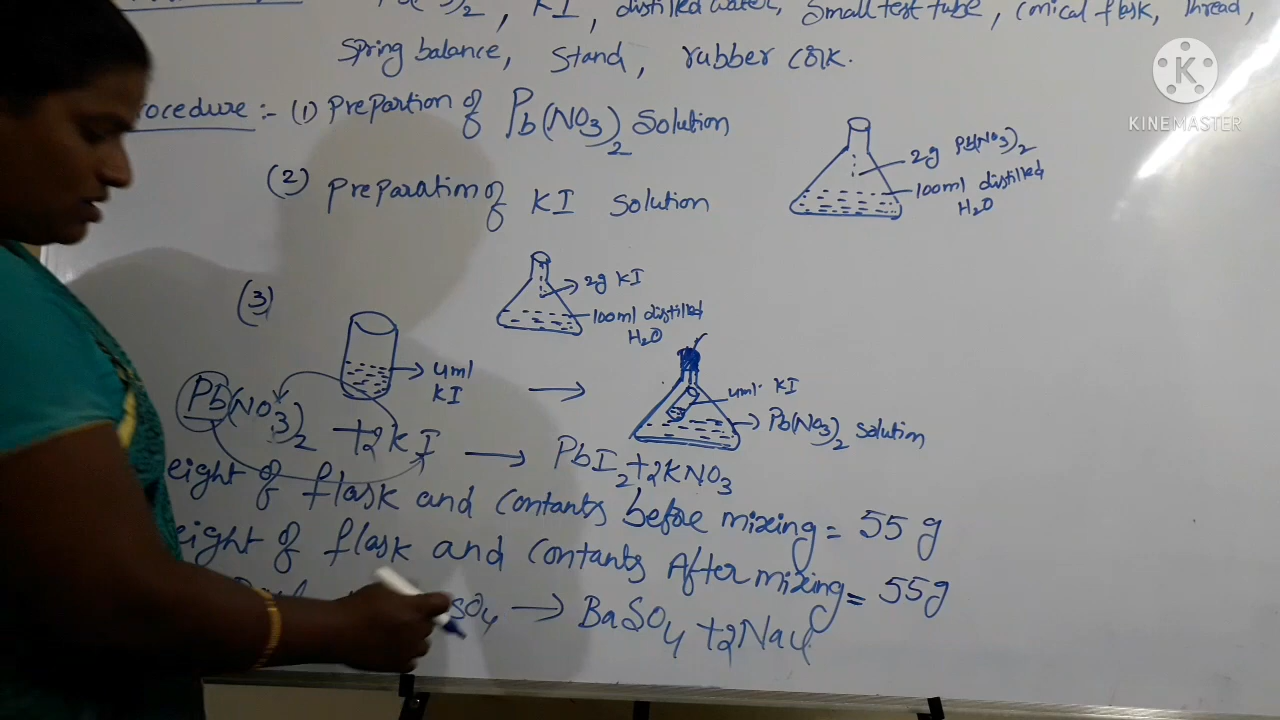 KI, distilled water, Small test tube, Conical flask, thread,
Spring balance, Stand, rubber cork.
rocedure :- (1) Prepartion of Pb(NO3)2 Solution
2g Pb(NO3)2
100ml distilled
H2O
(2) Preparation of KI Solution
2g KI
100ml distilled
H2O
(3)
4ml
KI
4ml KI
Pb(NO3)2 solution
Pb(NO3)2 + 2KI → PbI2 + 2KNO3
eight of flask and Contants before mixing = 55 g
eight of flask and Contants After mixing = 55g
SO4 → BaSO4 + 2NaCl
KINEMASTER